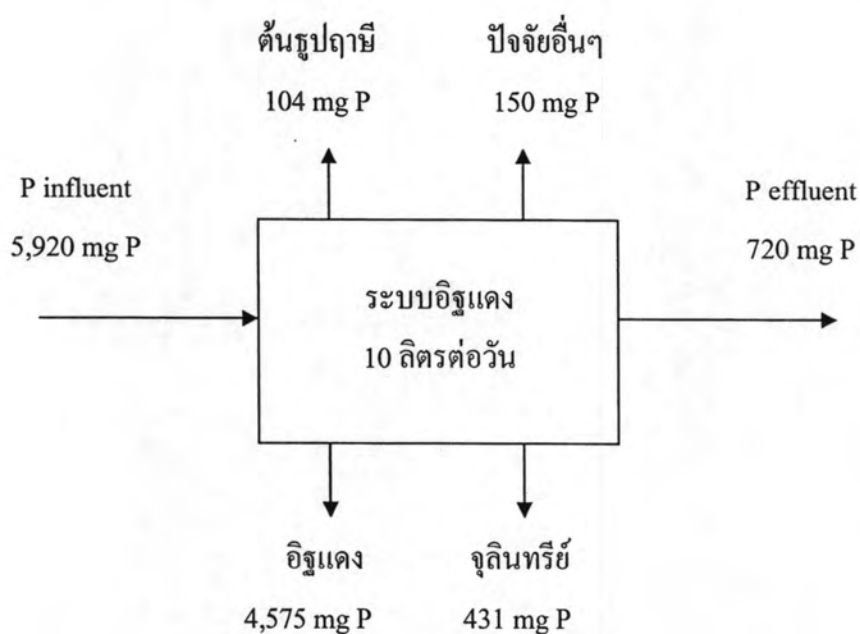 ต้นธูปฤาษี
104 mg P
ปัจจัยอื่นๆ
150 mg P
P influent
5,920 mg P
P effluent
720 mg P
ระบบอิฐแดง
10 ลิตรต่อวัน
อิฐแดง
4,575 mg P
จุลินทรีย์
431 mg P